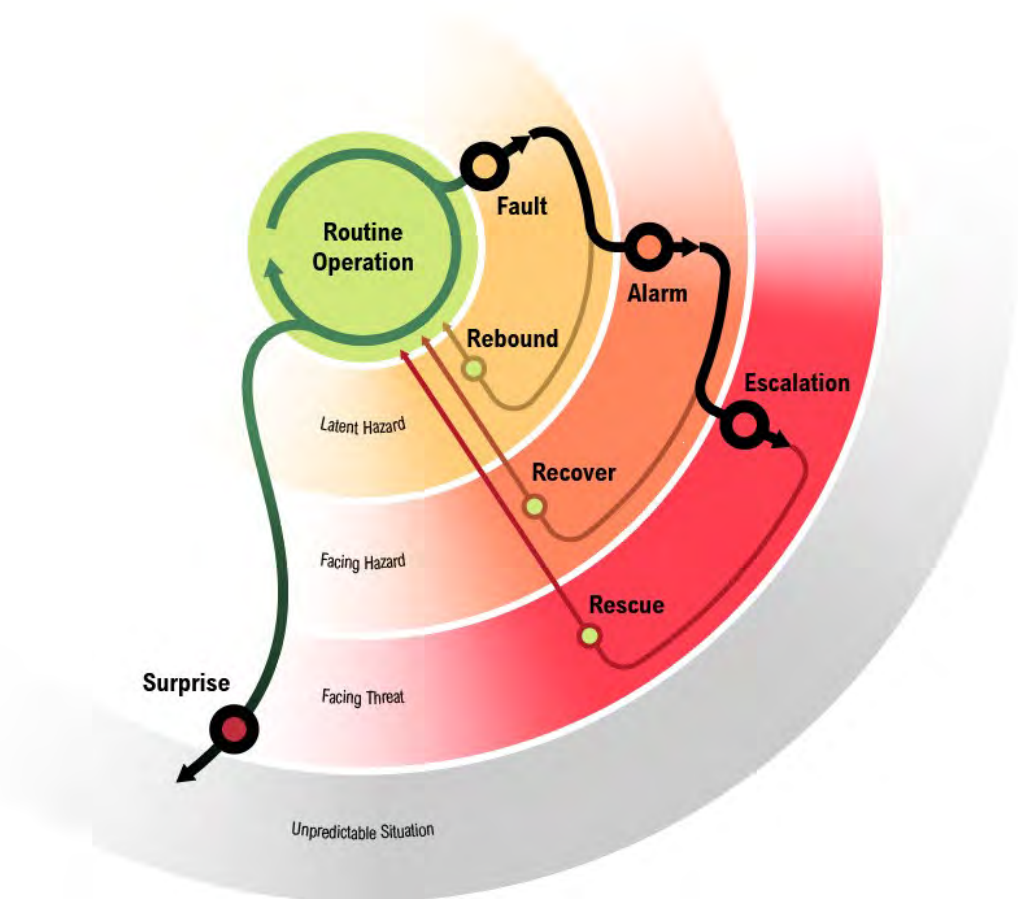 Routine
Operation
Fault
Alarm
Rebound
Escalation
Latent Hazard
Recover
Facing Hazard
Rescue
Surprise
Facing Threat
Unpredictable Situation